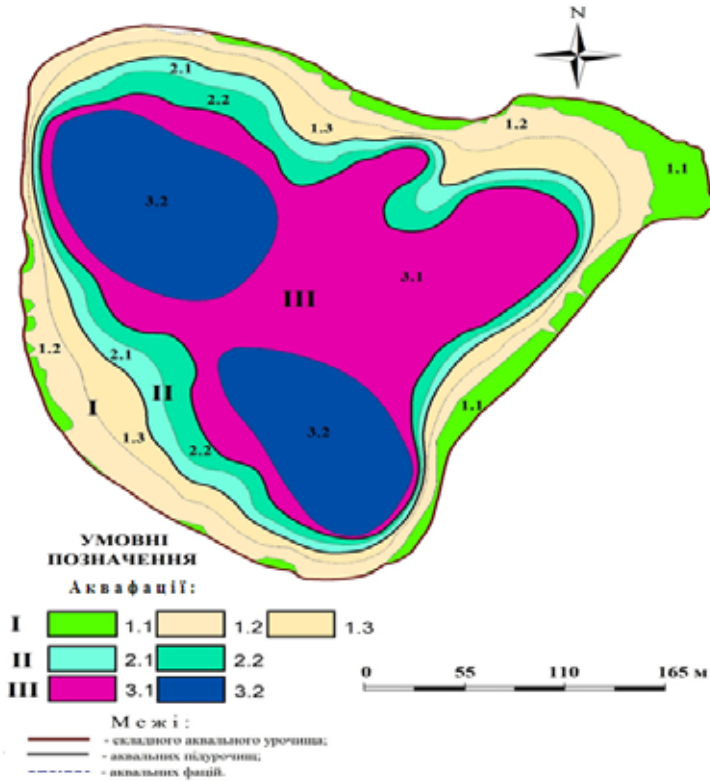 N
2.1
2.2
1.3
1.2
1.1
3.2
3.1
III
1.2
2.1
II
I
1.3
2.2
3.2
1.1
УМОВНІ
ПОЗНАЧЕННЯ
Аквафації:
I 1.1 1.2 1.3
II 2.1 2.2
III 3.1 3.2
0 55 110 165 м
Межі:
- складного аквального урочища;
- аквальних підурочищ;
- аквальних фацій.